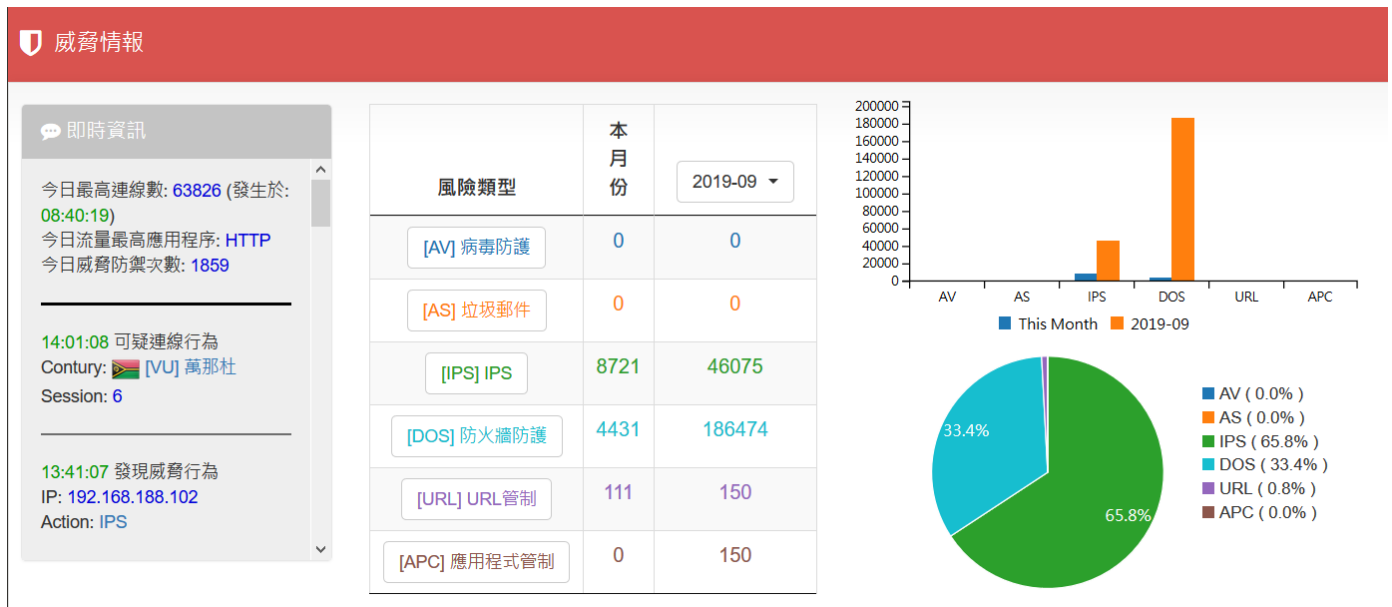 威脅情報
即時資訊
今日最高連線數: 63826 (發生於:
08:40:19)
今日流量最高應用程序: HTTP
今日威脅防禦次數: 1859
14:01:08 可疑連線行為
Contury: [VU] 萬那杜
Session: 6
13:41:07 發現威脅行為
IP: 192.168.188.102
Action: IPS
風險類型 本月份 2019-09
[AV] 病毒防護 0 0
[AS] 垃圾郵件 0 0
[IPS] IPS 8721 46075
[DOS] 防火牆防護 4431 186474
[URL] URL管制 111 150
[APC] 應用程式管制 0 150
200000
180000
160000
140000
120000
100000
80000
60000
40000
20000
0
AV AS IPS DOS URL APC
This Month 2019-09
33.4%
65.8%
AV ( 0.0% )
AS ( 0.0% )
IPS ( 65.8% )
DOS ( 33.4% )
URL ( 0.8% )
APC ( 0.0% )